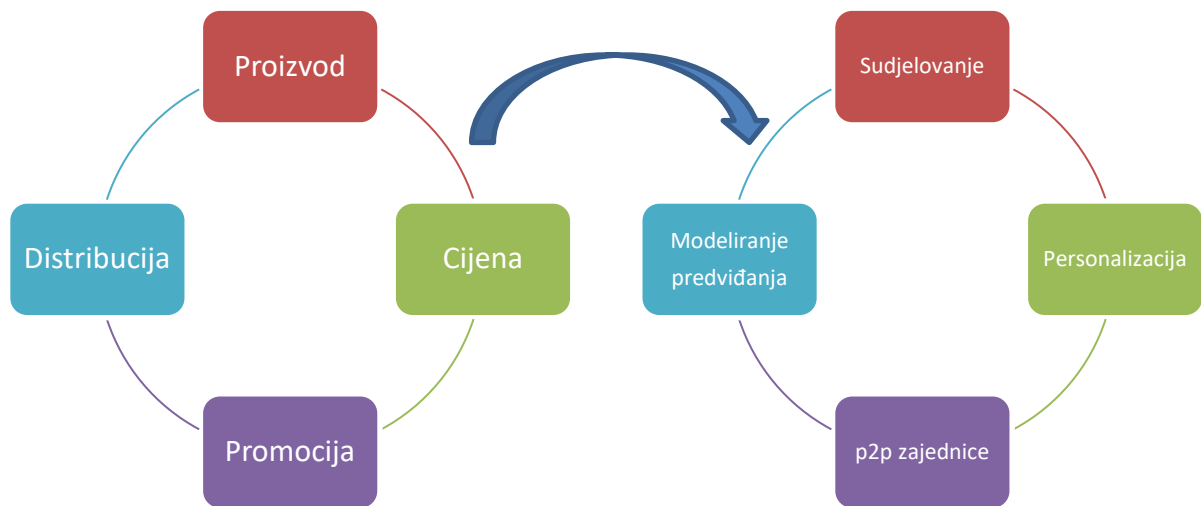 Proizvod
Distribucija
Cijena
Promocija
Sudjelovanje
Modeliranje
predviđanja
Personalizacija
p2p zajednice